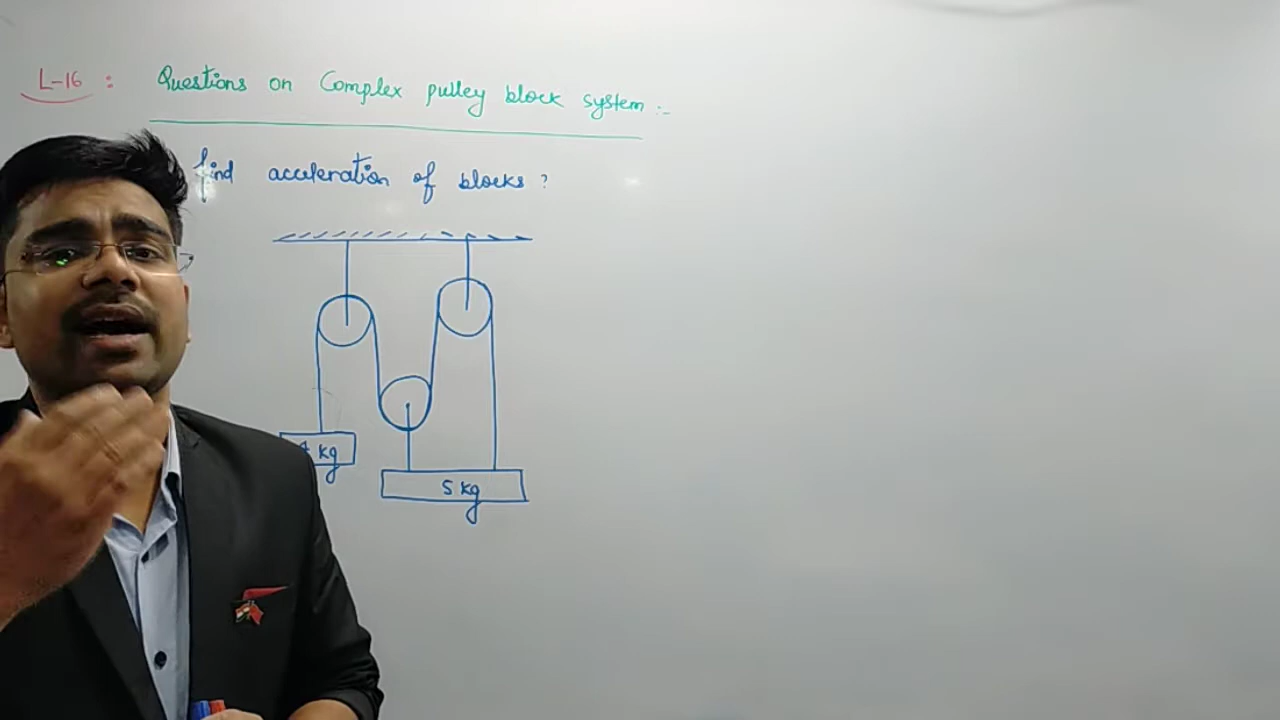 L-16 : Questions on Complex pulley block system :-
find acceleration of blocks ?
kg
5 kg